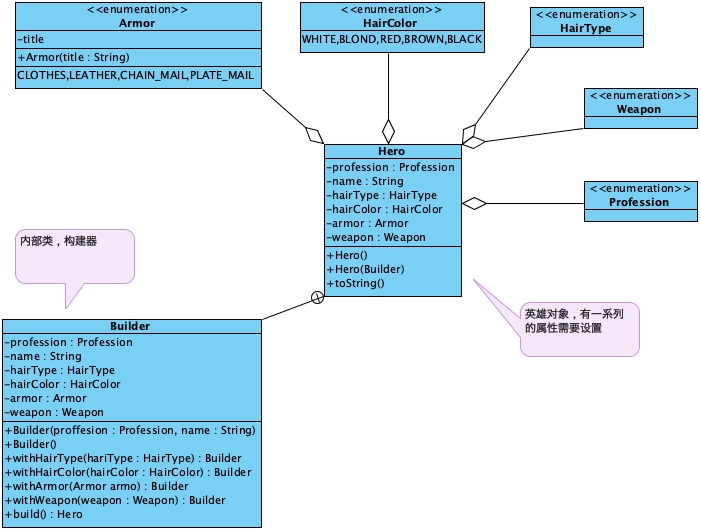 <<enumeration>>
Armor
-title
+Armor(title : String)
CLOTHES,LEATHER,CHAIN_MAIL,PLATE_MAIL
<<enumeration>>
HairColor
WHITE,BLOND,RED,BROWN,BLACK
<<enumeration>>
HairType
<<enumeration>>
Weapon
<<enumeration>>
Profession
Hero
-profession : Profession
-name : String
-hairType : HairType
-hairColor : HairColor
-armor : Armor
-weapon : Weapon
+Hero()
+Hero(Builder)
+toString()
内部类，构建器
英雄对象，有一系列
的属性需要设置
Builder
-profession : Profession
-name : String
-hairType : HairType
-hairColor : HairColor
-armor : Armor
-weapon : Weapon
+Builder(proffesion : Profession, name : String)
+Builder()
+withHairType(hariType : HairType) : Builder
+withHairColor(hairColor : HairColor) : Builder
+withArmor(Armor armo) : Builder
+withWeapon(weapon : Weapon) : Builder
+build() : Hero